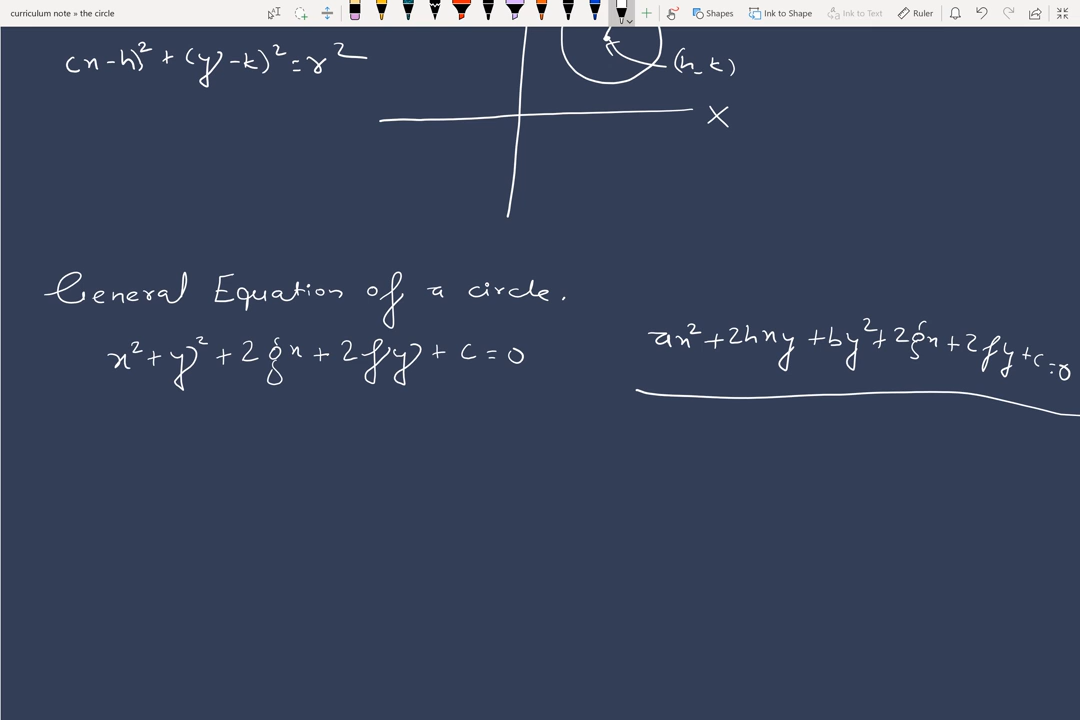 curriculum note » the circle
Shapes Ink to Shape Ink to Text Ruler
(x-h)² + (y-k)² = r²
(h, k)
X
General Equation of a circle.
x² + y² + 2gx + 2fy + c = 0
ax² + 2hxy + by² + 2gx + 2fy + c = 0